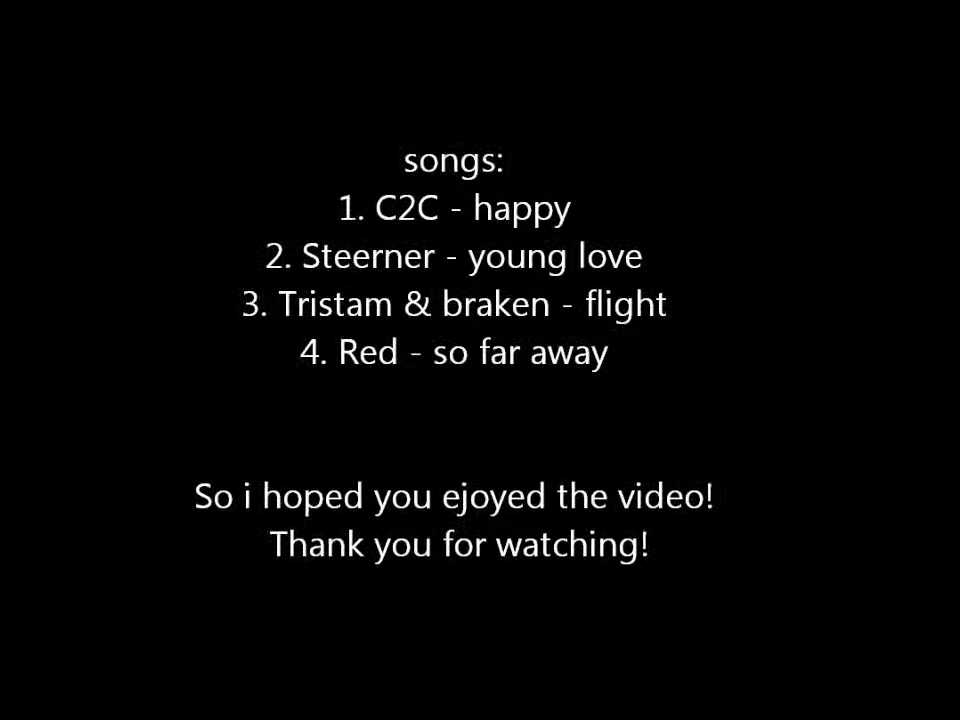 songs:
1. C2C - happy
2. Steerner - young love
3. Tristam & braken - flight
4. Red - so far away
So i hoped you ejoyed the video!
Thank you for watching!